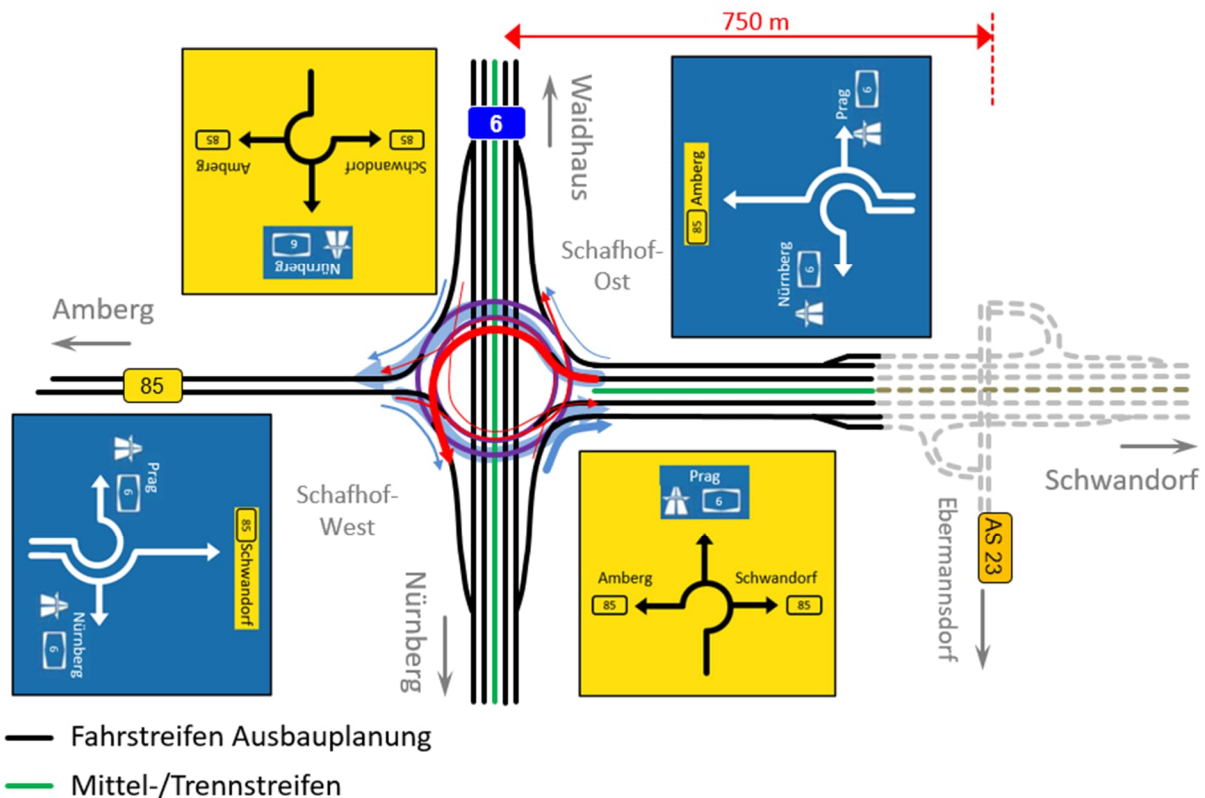 750 m
6
Waidhaus
85
Amberg
85
Schwandorf
6
Nürnberg
Prag
6
85 Amberg
Nürnberg
6
Schafhof-
Ost
Amberg
85
Schwandorf
Ebermannsdorf
AS 23
Prag
6
85 Schwandorf
Nürnberg
6
Schafhof-
West
Nürnberg
Prag
6
Amberg
85
Schwandorf
85
Fahrstreifen Ausbauplanung
Mittel-/Trennstreifen